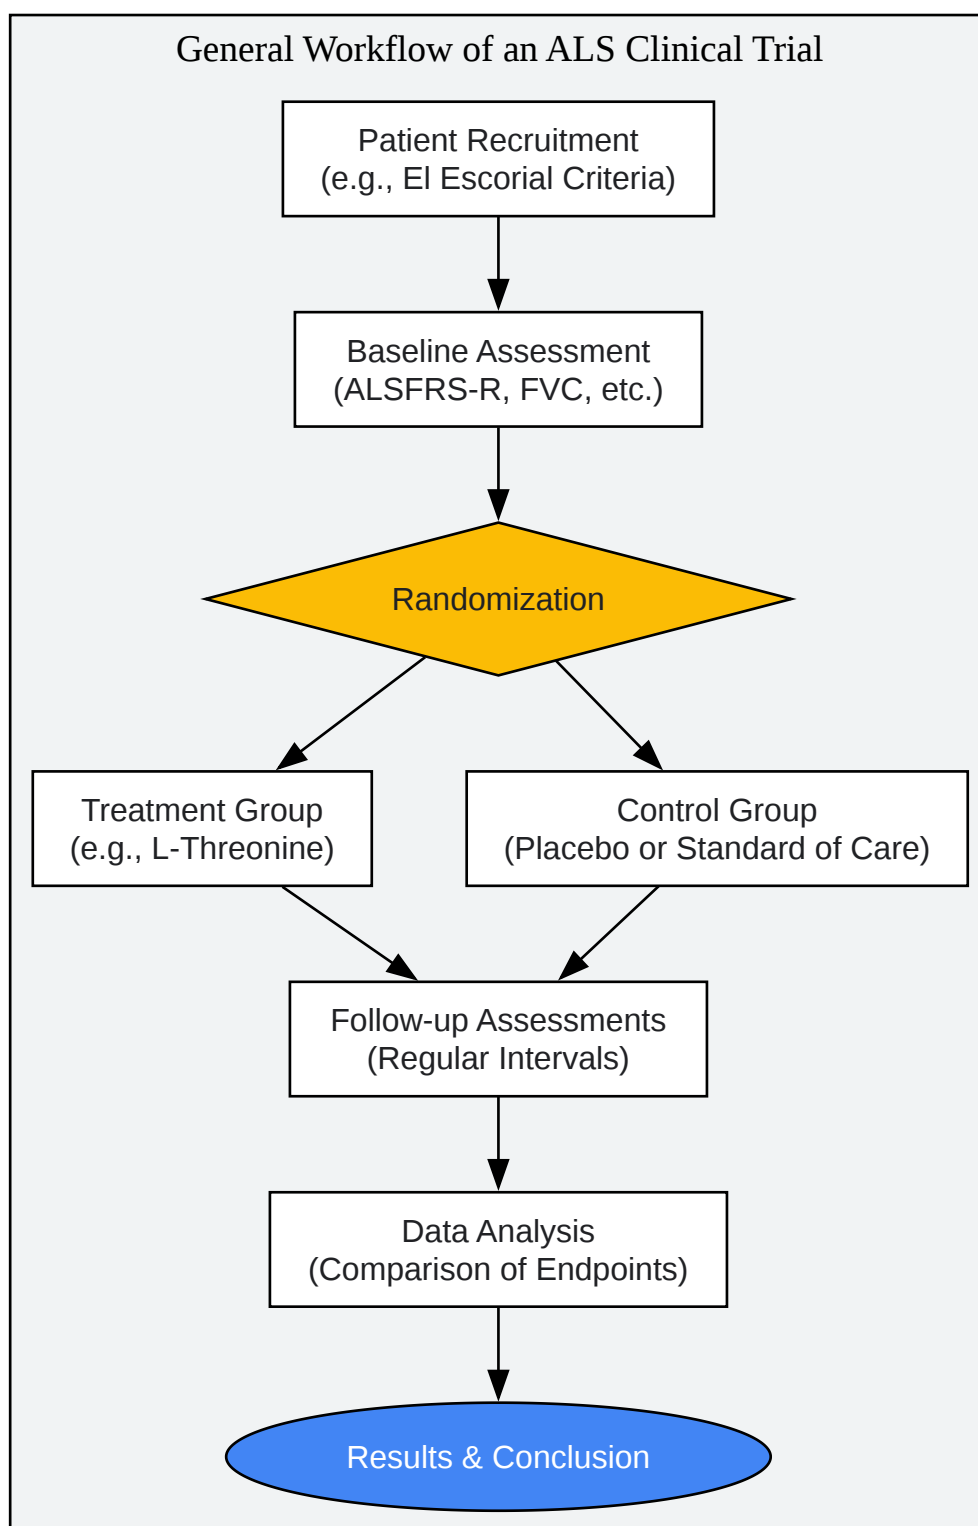 General Workflow of an ALS Clinical Trial
Patient Recruitment
(e.g., El Escorial Criteria)
Baseline Assessment
(ALSFRS-R, FVC, etc.)
Randomization
Treatment Group
(e.g., L-Threonine)
Control Group
(Placebo or Standard of Care)
Follow-up Assessments
(Regular Intervals)
Data Analysis
(Comparison of Endpoints)
Results & Conclusion